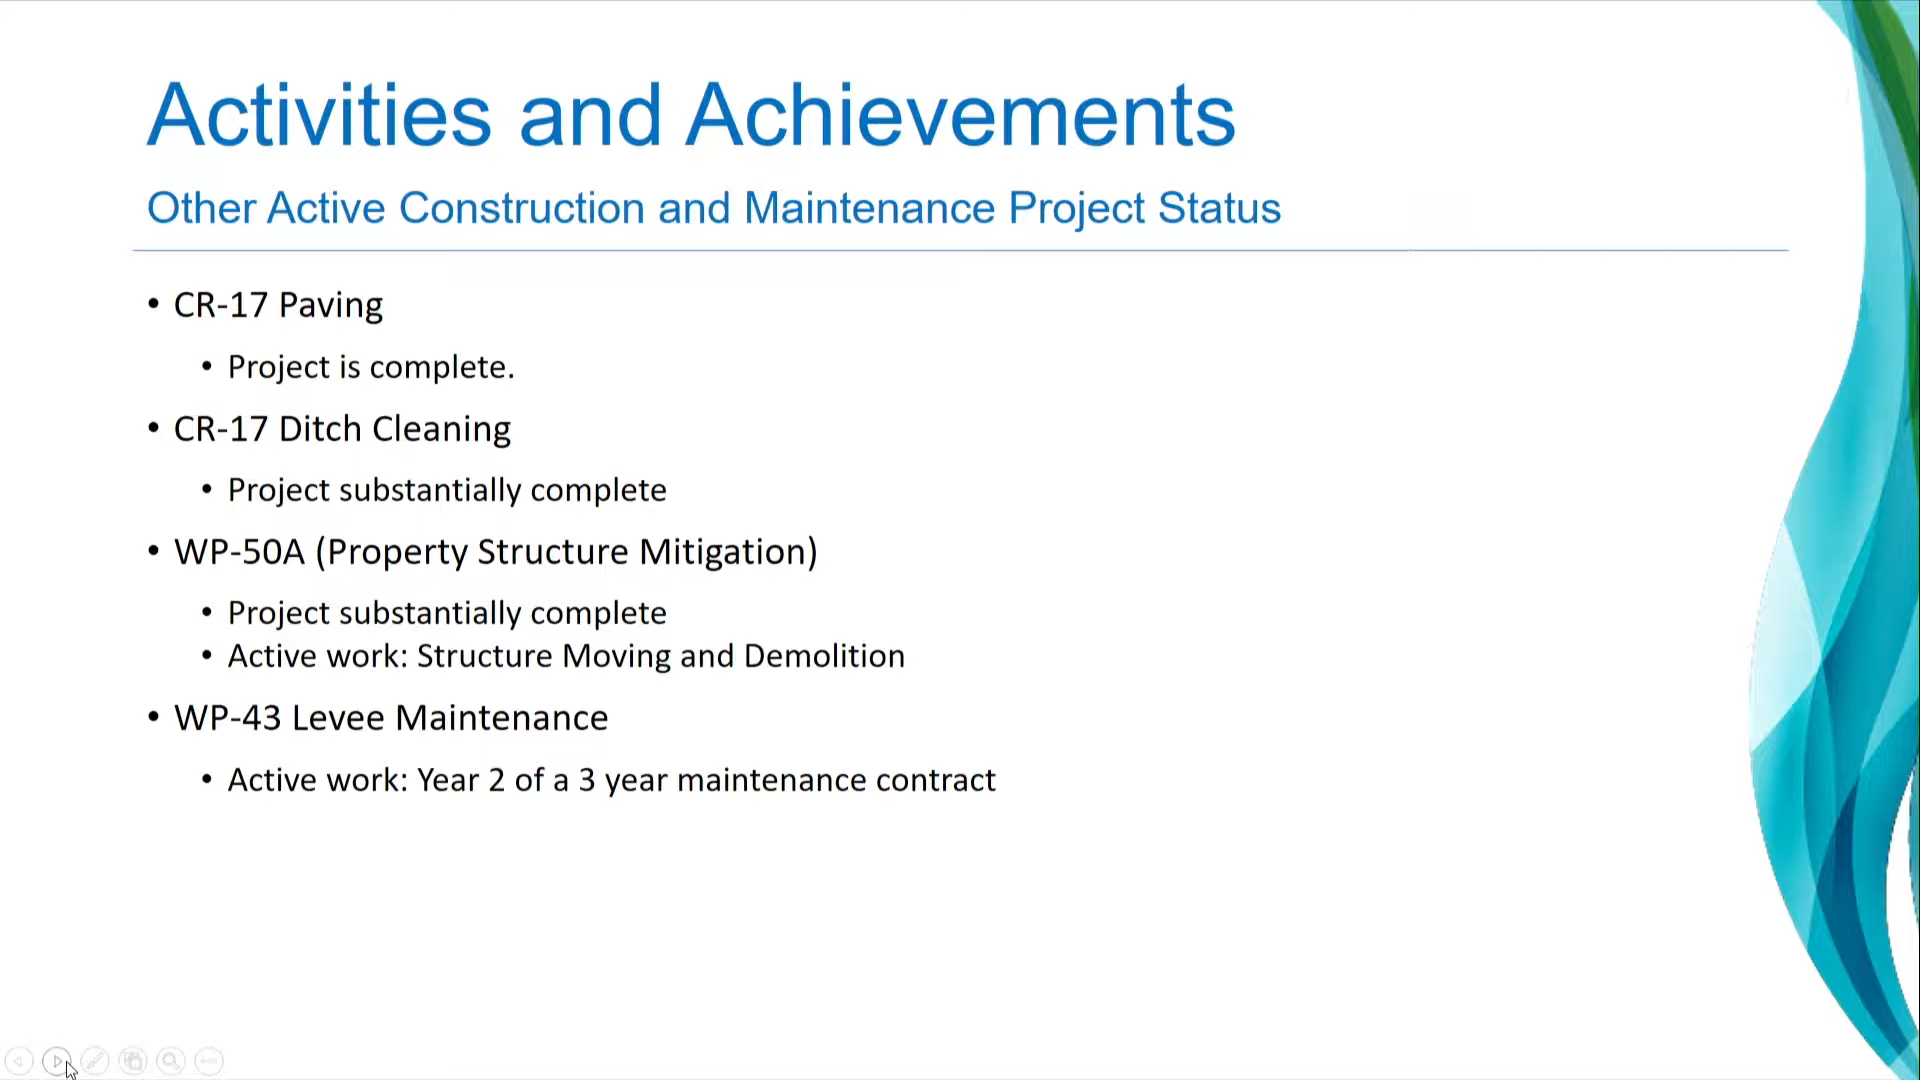 Activities and Achievements
Other Active Construction and Maintenance Project Status
• CR-17 Paving
• Project is complete.
• CR-17 Ditch Cleaning
• Project substantially complete
• WP-50A (Property Structure Mitigation)
• Project substantially complete
• Active work: Structure Moving and Demolition
• WP-43 Levee Maintenance
• Active work: Year 2 of a 3 year maintenance contract